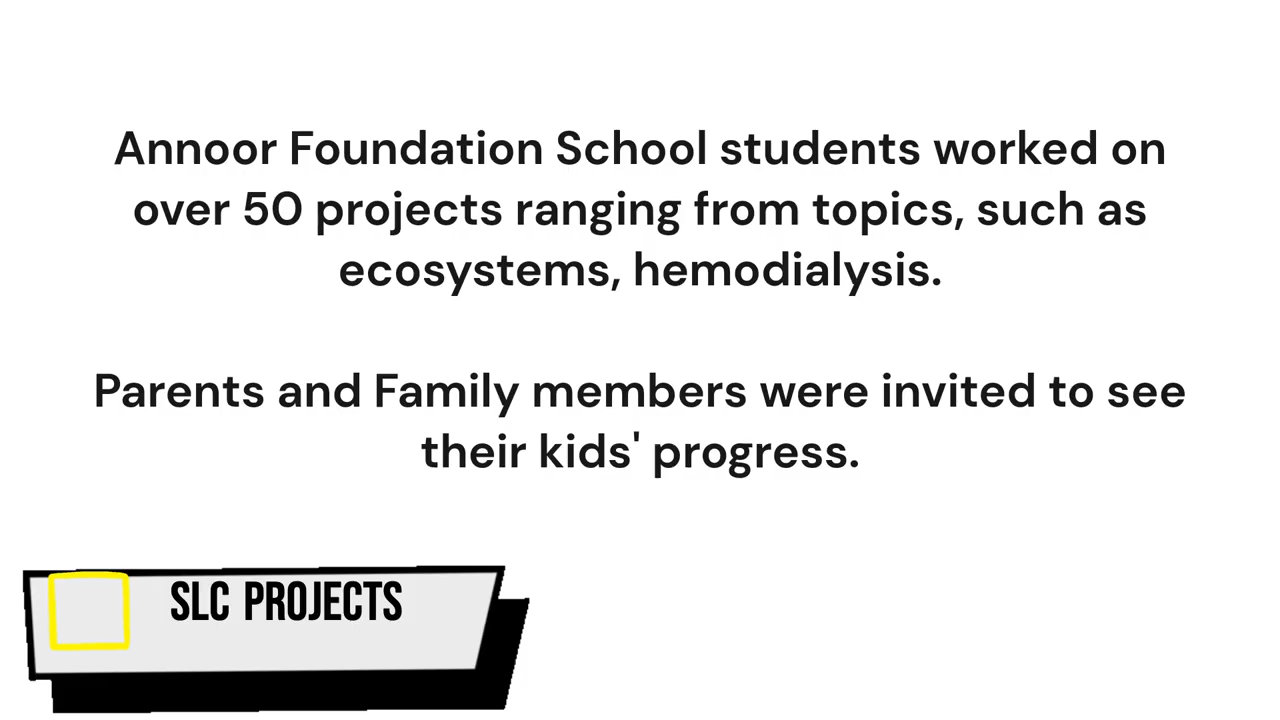 Annoor Foundation School students worked on
over 50 projects ranging from topics, such as
ecosystems, hemodialysis.
Parents and Family members were invited to see
their kids' progress.
SLC PROJECTS